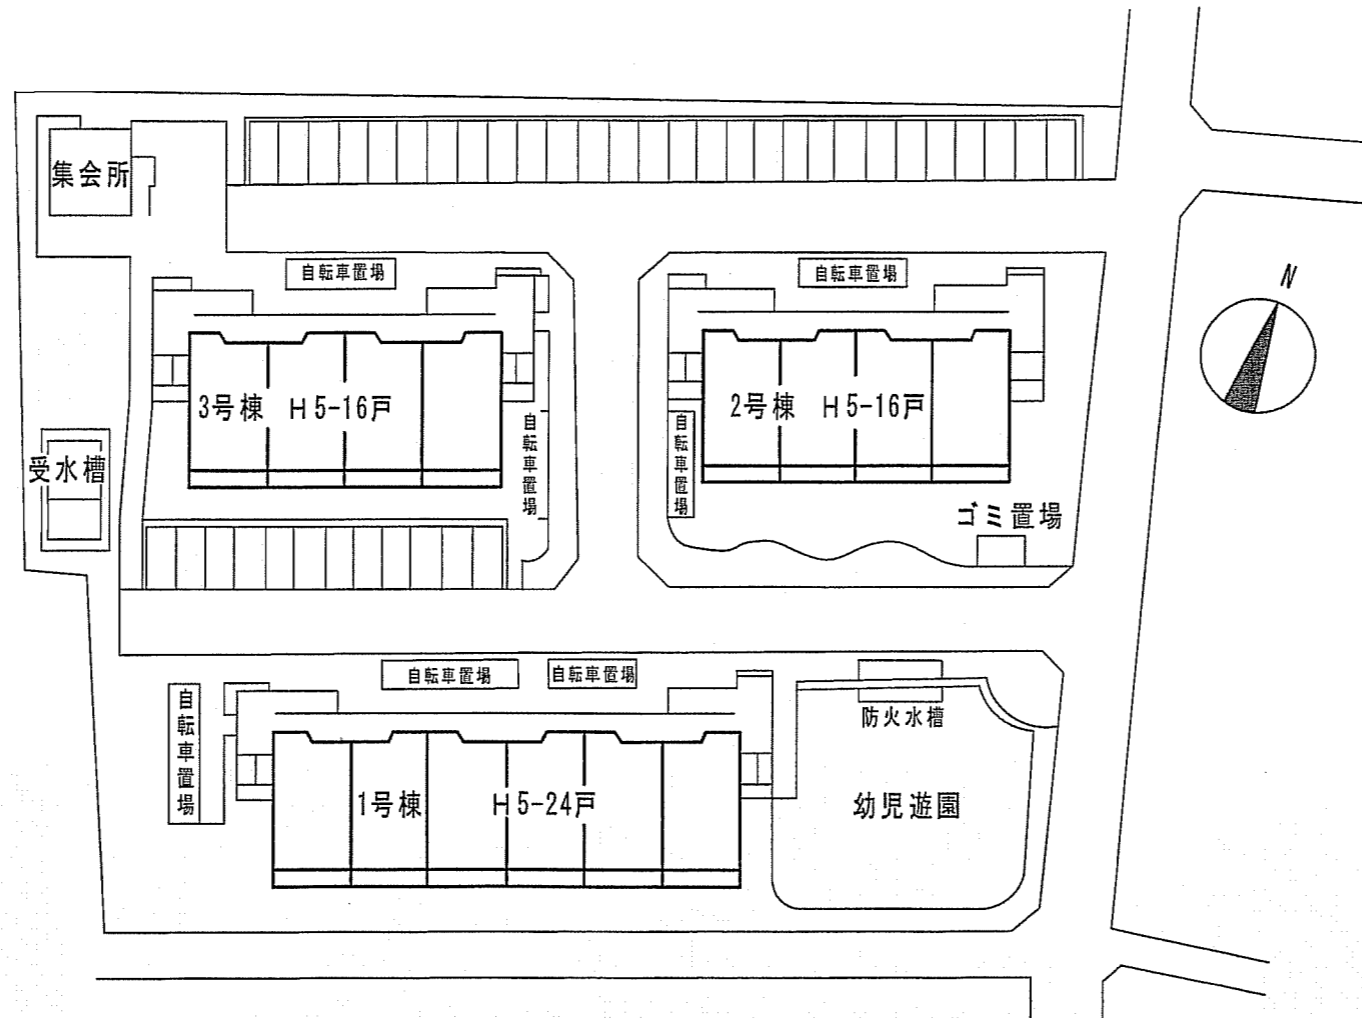 集会所
N
自転車置場
自転車置場
3号棟 H5-16戸
2号棟 H5-16戸
自転車置場
自転車置場
受水槽
ゴミ置場
自転車置場
自転車置場
自転車置場
防火水槽
1号棟 H5-24戸
幼児遊園